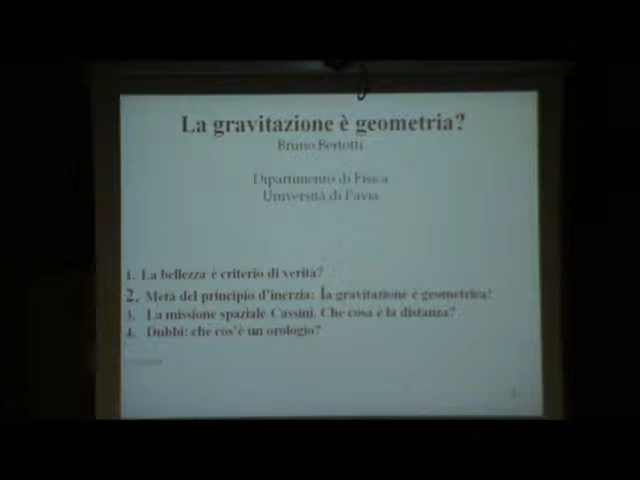 La gravitazione è geometria?
Bruno Bertotti
Dipartimento di Fisica
Università di Pavia
1. La bellezza è criterio di verità?
2. Metà del principio d'inerzia: la gravitazione è geometrica!
3. La missione spaziale Cassini. Che cosa è la distanza?
4. Dubbi: che cos'è un orologio?